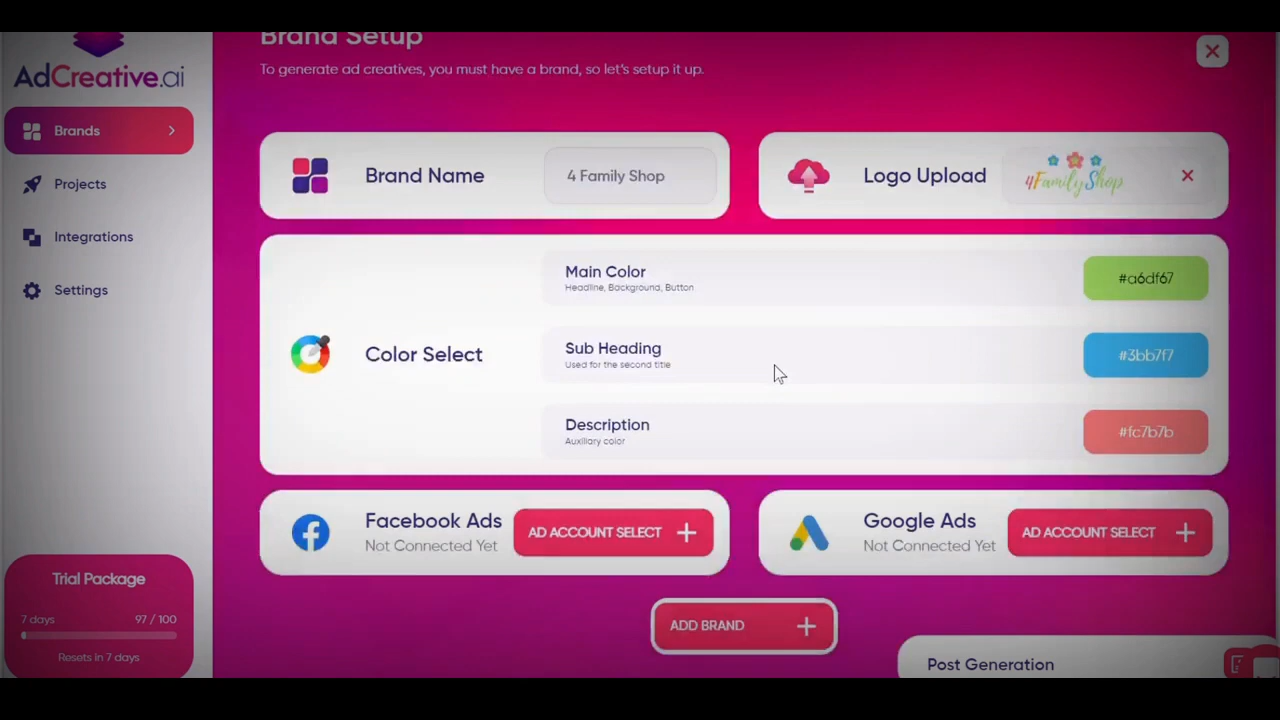 Brand Setup
To generate ad creatives, you must have a brand, so let's setup it up.
AdCreative.ai
Brands
Projects
Integrations
Settings
Brand Name
4 Family Shop
Logo Upload
4FamilyShop
Color Select
Main Color
Headline, Background, Button
#a6df67
Sub Heading
Used for the second title
#3bb7f7
Description
Auxiliary color
#fc7b7b
Facebook Ads
Not Connected Yet
AD ACCOUNT SELECT
Google Ads
Not Connected Yet
AD ACCOUNT SELECT
Trial Package
7 days 97 / 100
Resets in 7 days
ADD BRAND
Post Generation